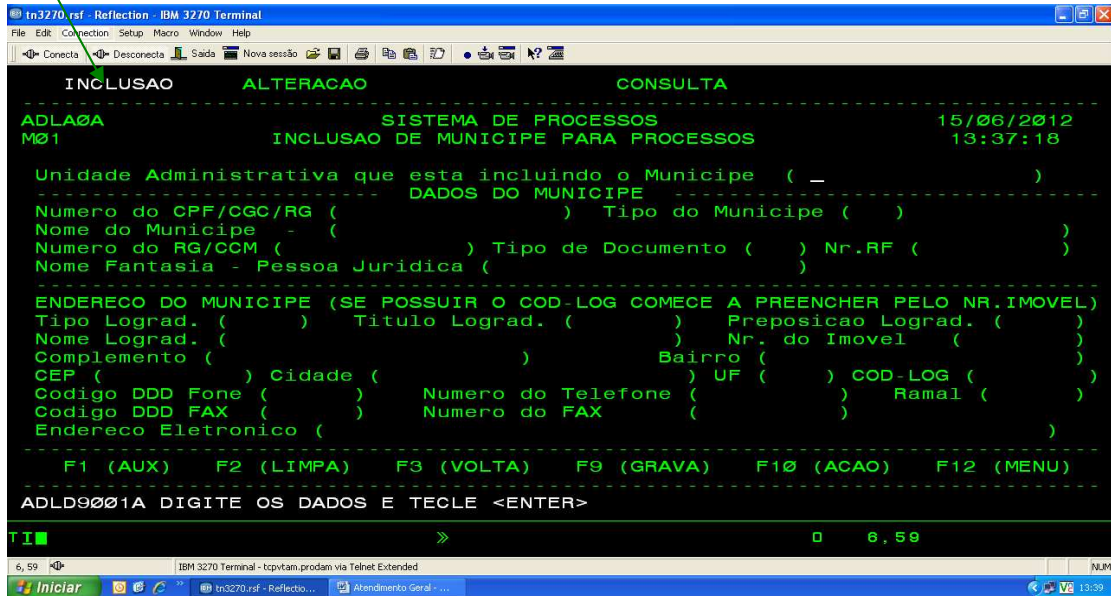 tn3270.rsf - Reflection - IBM 3270 Terminal
File Edit Connection Setup Macro Window Help
Conecta Desconecta Saida Nova sessão
INCLUSAO ALTERACAO CONSULTA
ADLAØA SISTEMA DE PROCESSOS 15/Ø6/2Ø12
MØ1 INCLUSAO DE MUNICIPE PARA PROCESSOS 13:37:18
Unidade Administrativa que esta incluindo o Municipe ( _ )
DADOS DO MUNICIPE
Numero do CPF/CGC/RG ( ) Tipo do Municipe ( )
Nome do Municipe - ( )
Numero do RG/CCM ( ) Tipo de Documento ( ) Nr.RF ( )
Nome Fantasia - Pessoa Juridica ( )
ENDERECO DO MUNICIPE (SE POSSUIR O COD-LOG COMECE A PREENCHER PELO NR.IMOVEL)
Tipo Lograd. ( ) Titulo Lograd. ( ) Preposicao Lograd. ( )
Nome Lograd. ( ) Nr. do Imovel ( )
Complemento ( ) Bairro ( )
CEP ( ) Cidade ( ) UF ( ) COD-LOG ( )
Codigo DDD Fone ( ) Numero do Telefone ( ) Ramal ( )
Codigo DDD FAX ( ) Numero do FAX ( )
Endereco Eletronico ( )
F1 (AUX) F2 (LIMPA) F3 (VOLTA) F9 (GRAVA) F1Ø (ACAO) F12 (MENU)
ADLD9ØØ1A DIGITE OS DADOS E TECLE <ENTER>
6,59
6, 59 IBM 3270 Terminal - tcpvtam.prodam via Telnet Extended NUM
Iniciar tn3270.rsf - Reflectio... Atendimento Geral - ... 13:39